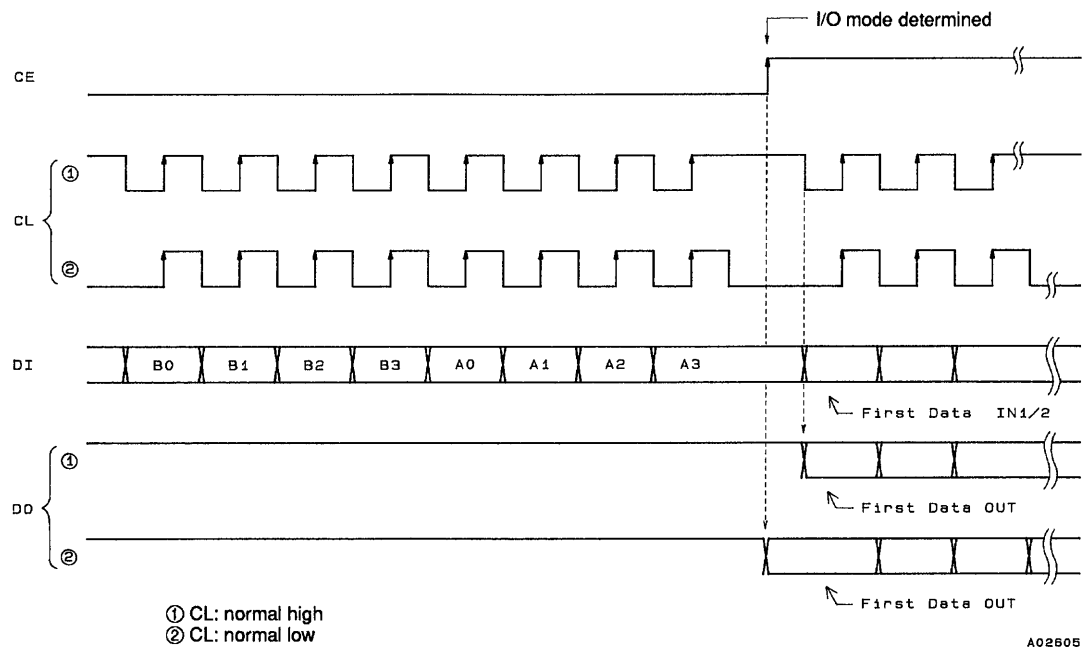 I/O mode determined
CE
CL
①
②
DI
B0 B1 B2 B3 A0 A1 A2 A3
First Data IN1/2
DO
①
First Data OUT
②
First Data OUT
① CL: normal high
② CL: normal low
A02605